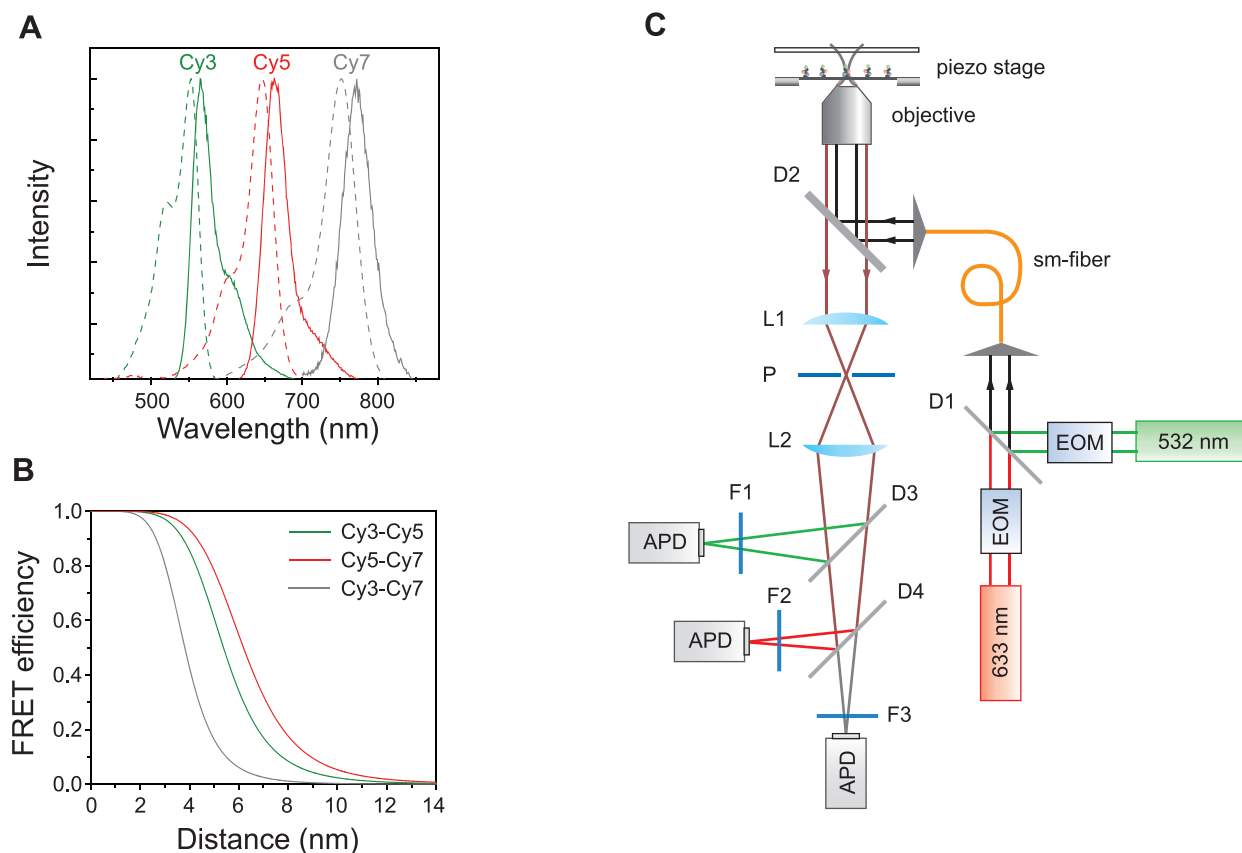 A
Cy3 Cy5 Cy7
Intensity
500 600 700 800
Wavelength (nm)
B
1.0
0.8
0.6
0.4
0.2
0.0
FRET efficiency
Cy3-Cy5
Cy5-Cy7
Cy3-Cy7
0 2 4 6 8 10 12 14
Distance (nm)
C
piezo stage
objective
D2
sm-fiber
L1
P
D1
L2
EOM
532 nm
F1
D3
APD
EOM
F2
D4
APD
633 nm
F3
APD